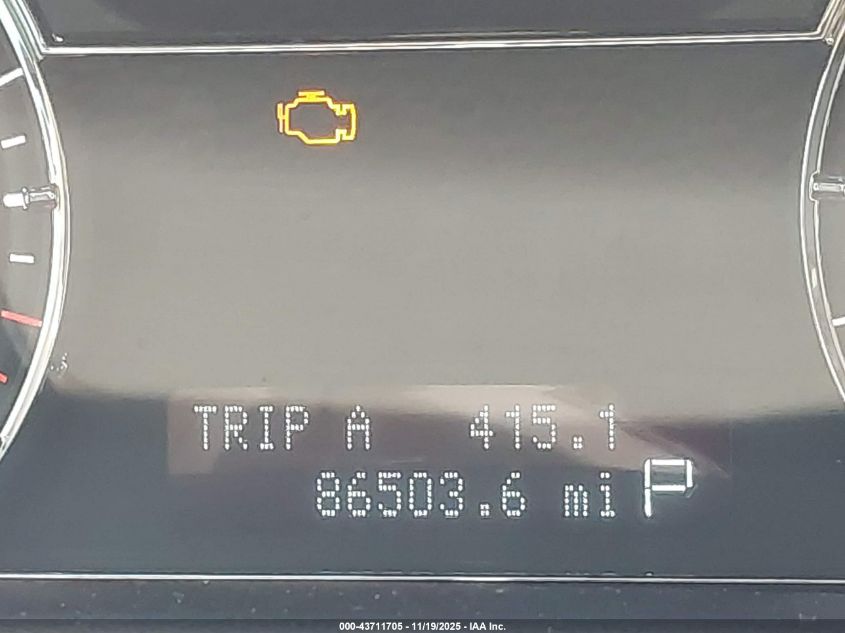 TRIP A 415.1
86503.6 mi P
000-43711705 - 11/19/2025 - IAA Inc.